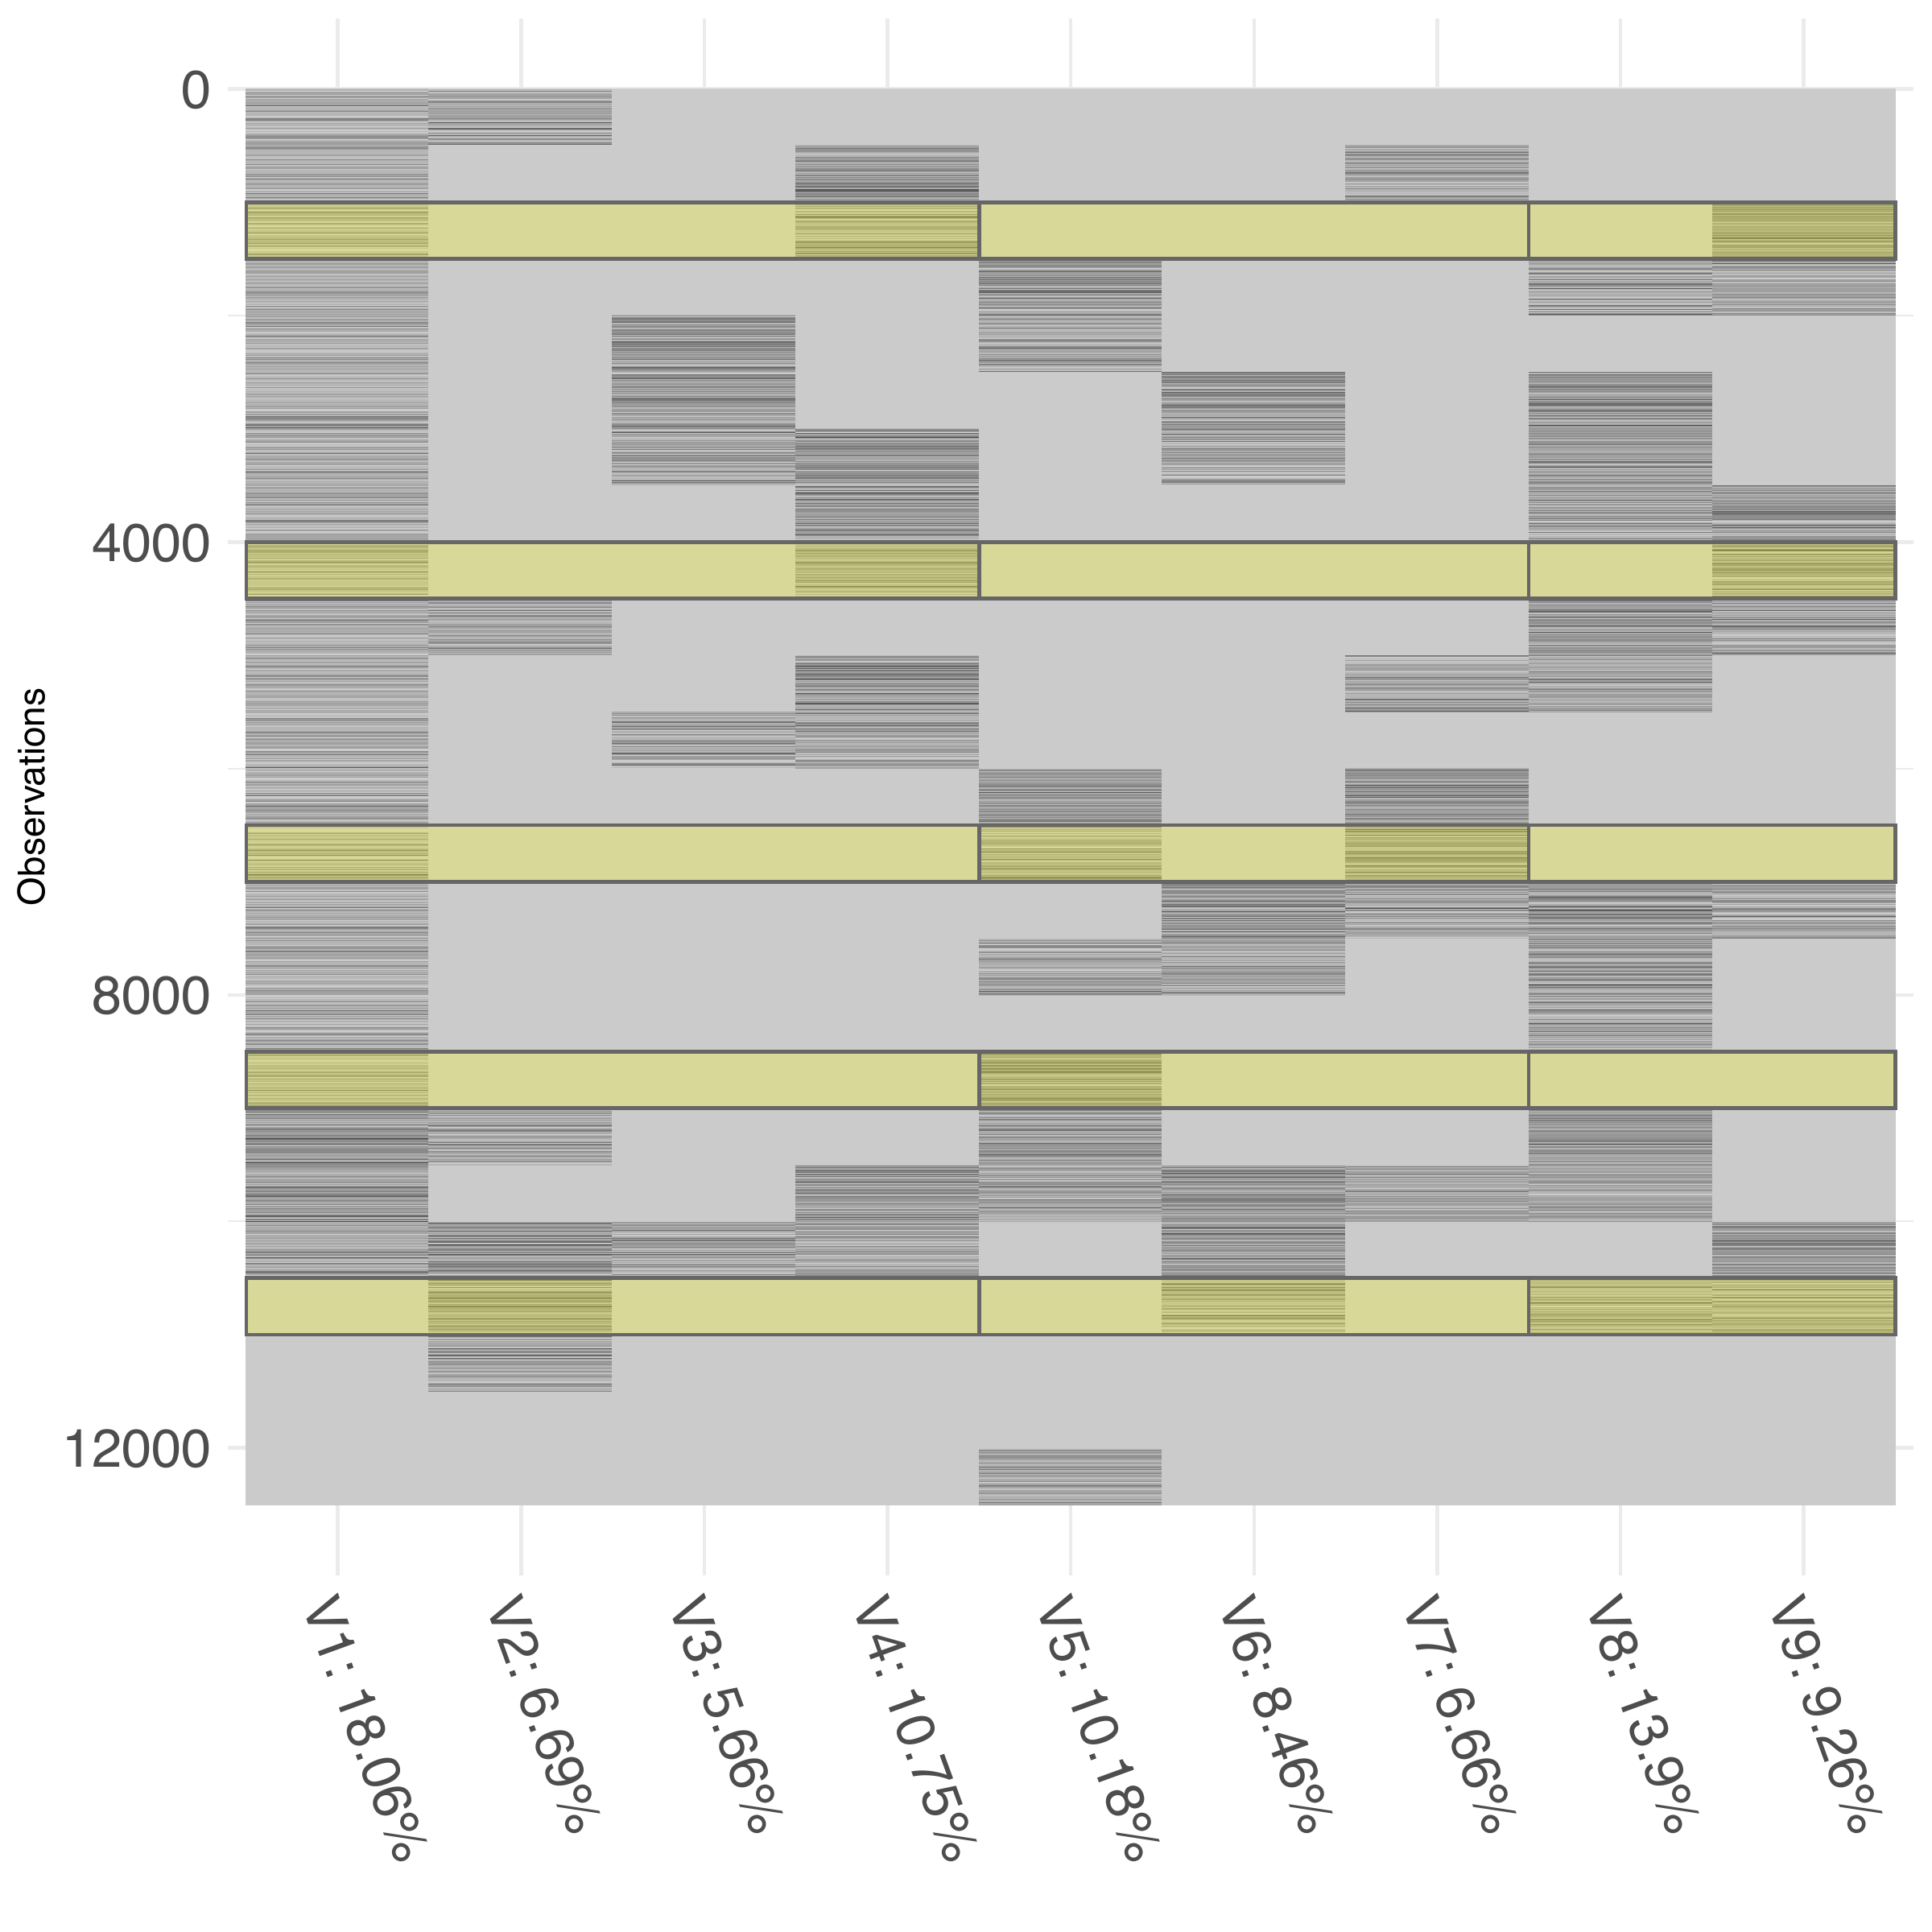 0
4000
8000
12000
Observations
V1: 18.06%
V2: 6.69%
V3: 5.66%
V4: 10.75%
V5: 10.18%
V6: 8.46%
V7: 6.66%
V8: 13.9%
V9: 9.26%